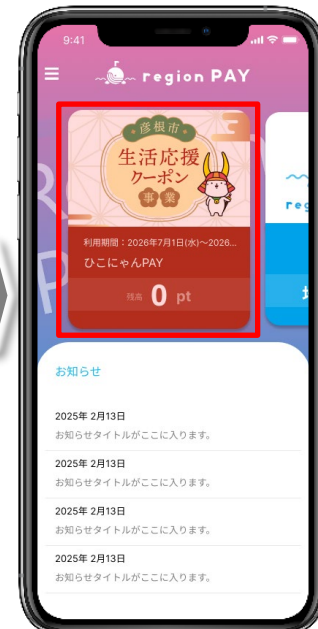 9:41
region PAY
彦根市
生活応援
クーポン
事業
利用期間：2026年7月1日(水)～2026...
ひこにゃんPAY
残高 0 pt
お知らせ
2025年 2月13日
お知らせタイトルがここに入ります。
2025年 2月13日
お知らせタイトルがここに入ります。
2025年 2月13日
お知らせタイトルがここに入ります。
2025年 2月13日
お知らせタイトルがここに入ります。